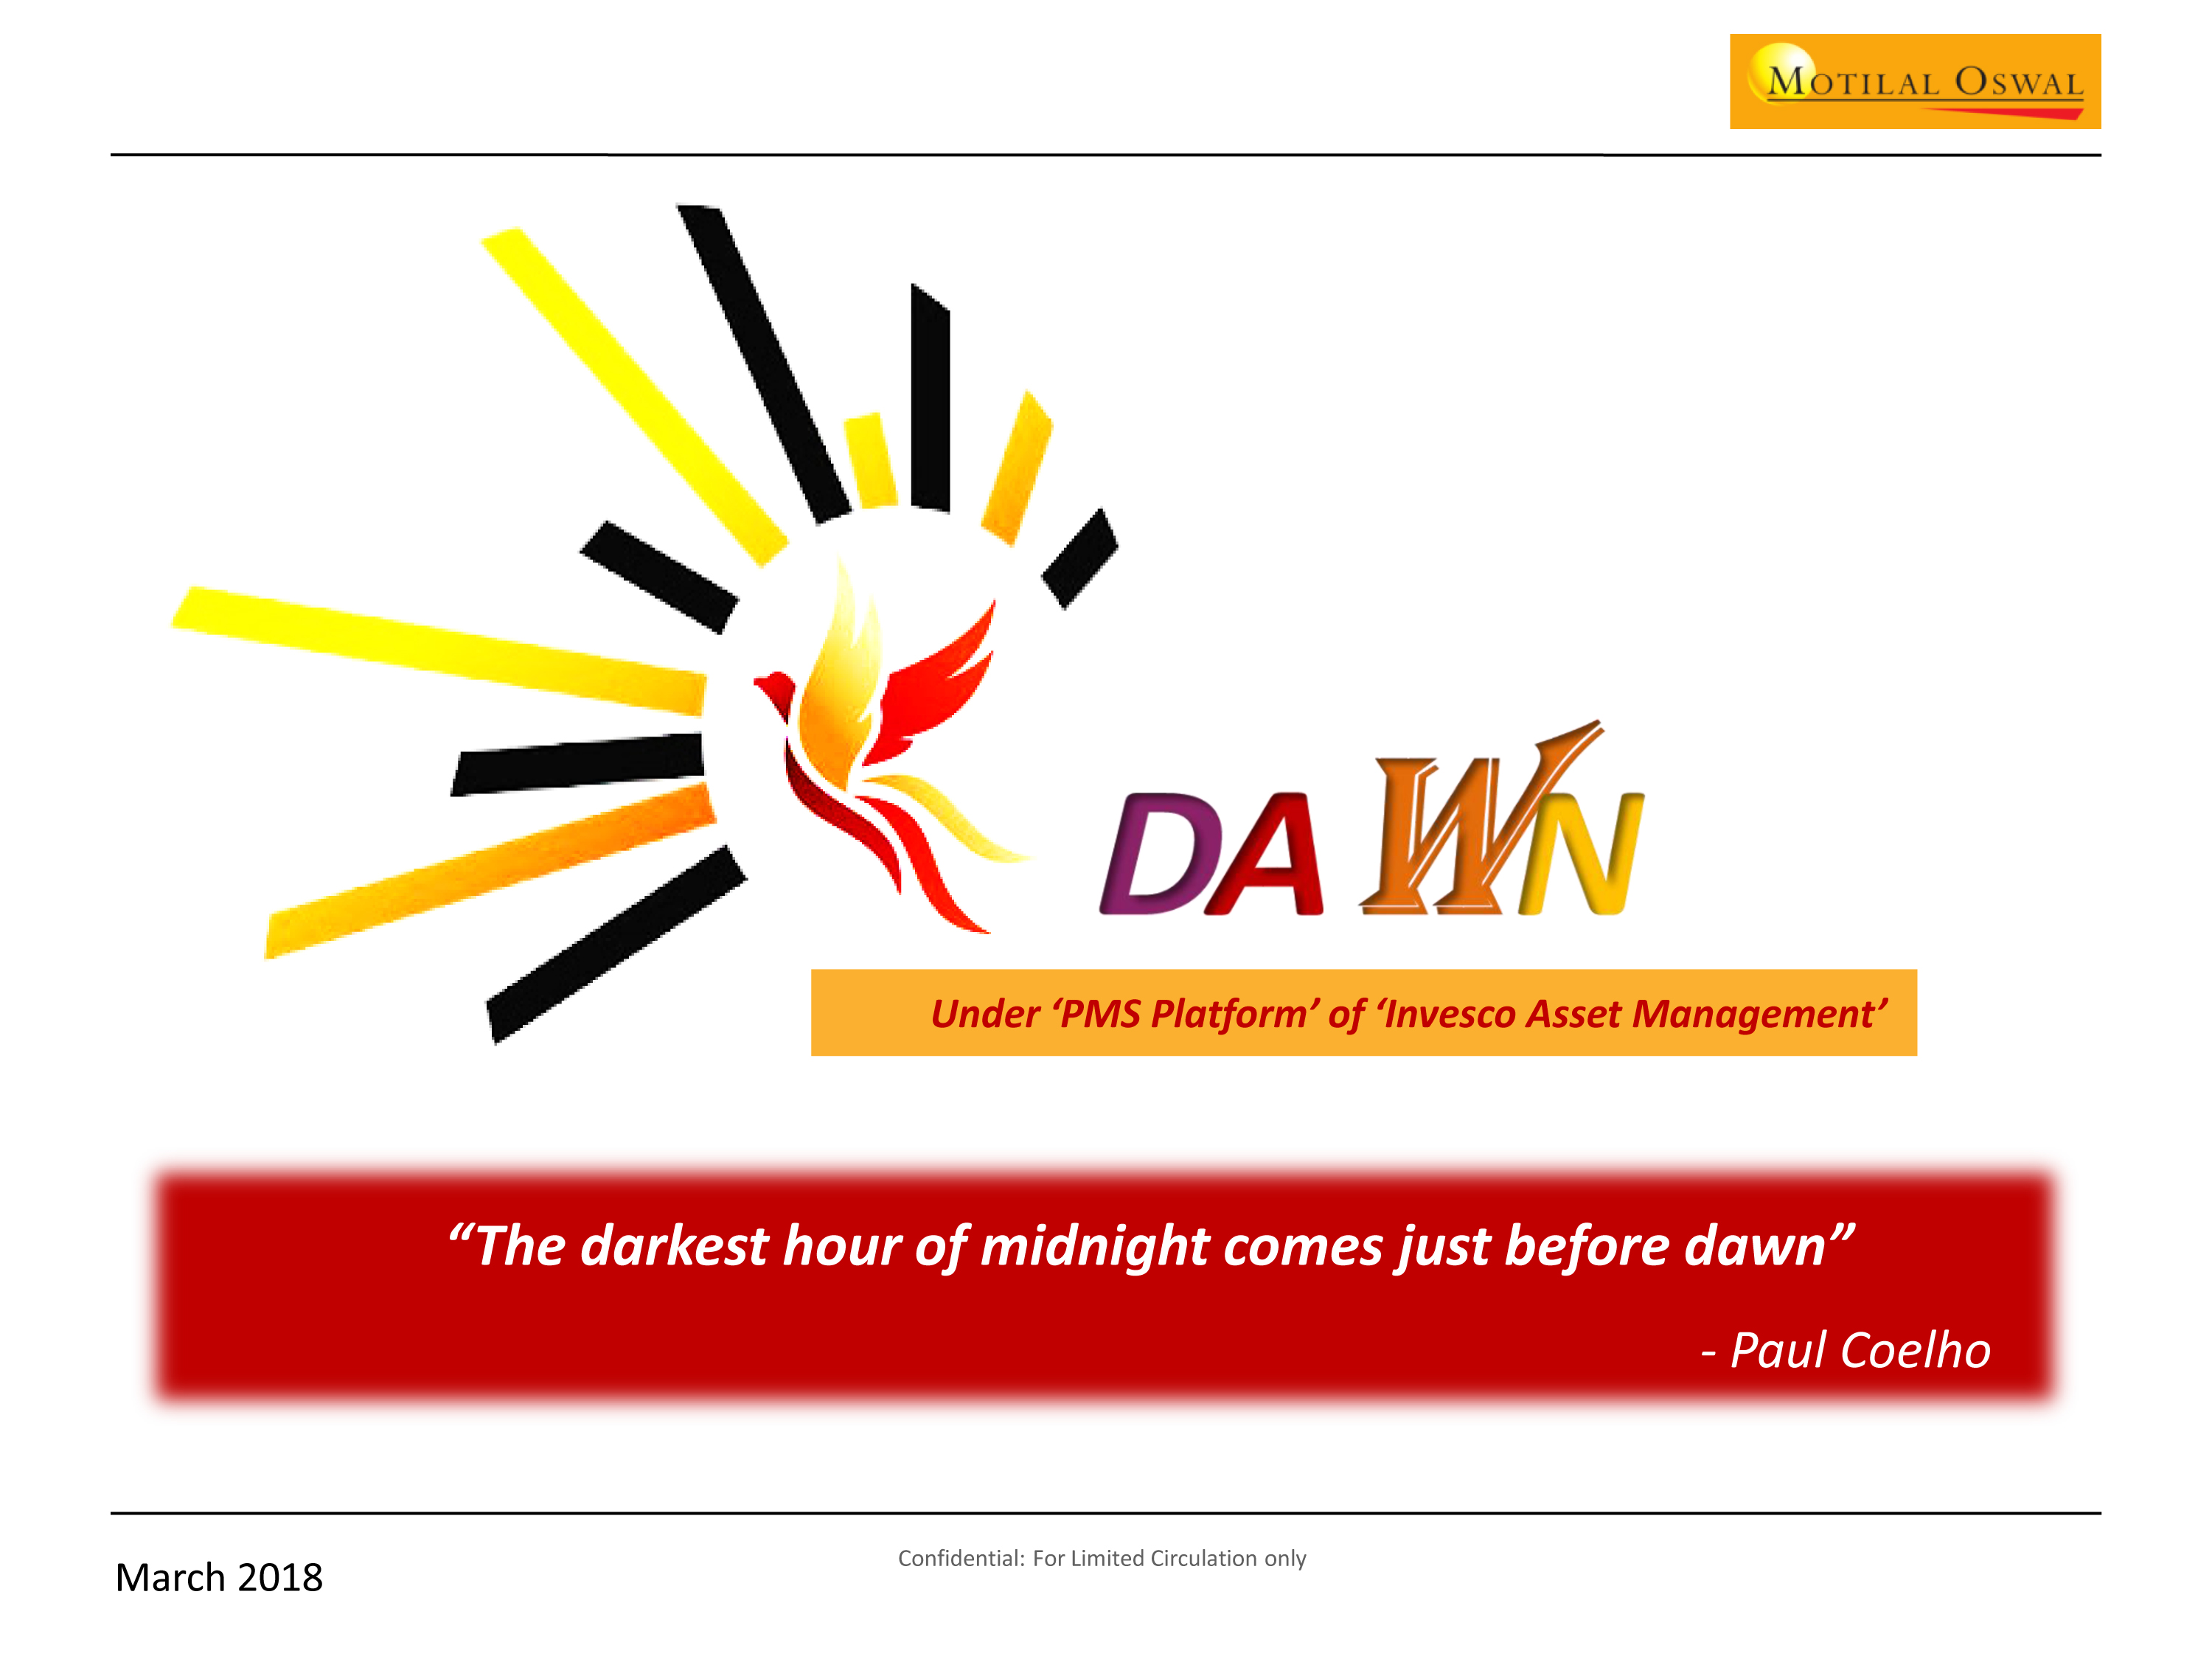 MOTILAL OSWAL
DAWN
Under ‘PMS Platform’ of ‘Invesco Asset Management’
“The darkest hour of midnight comes just before dawn”
- Paul Coelho
Confidential: For Limited Circulation only
March 2018